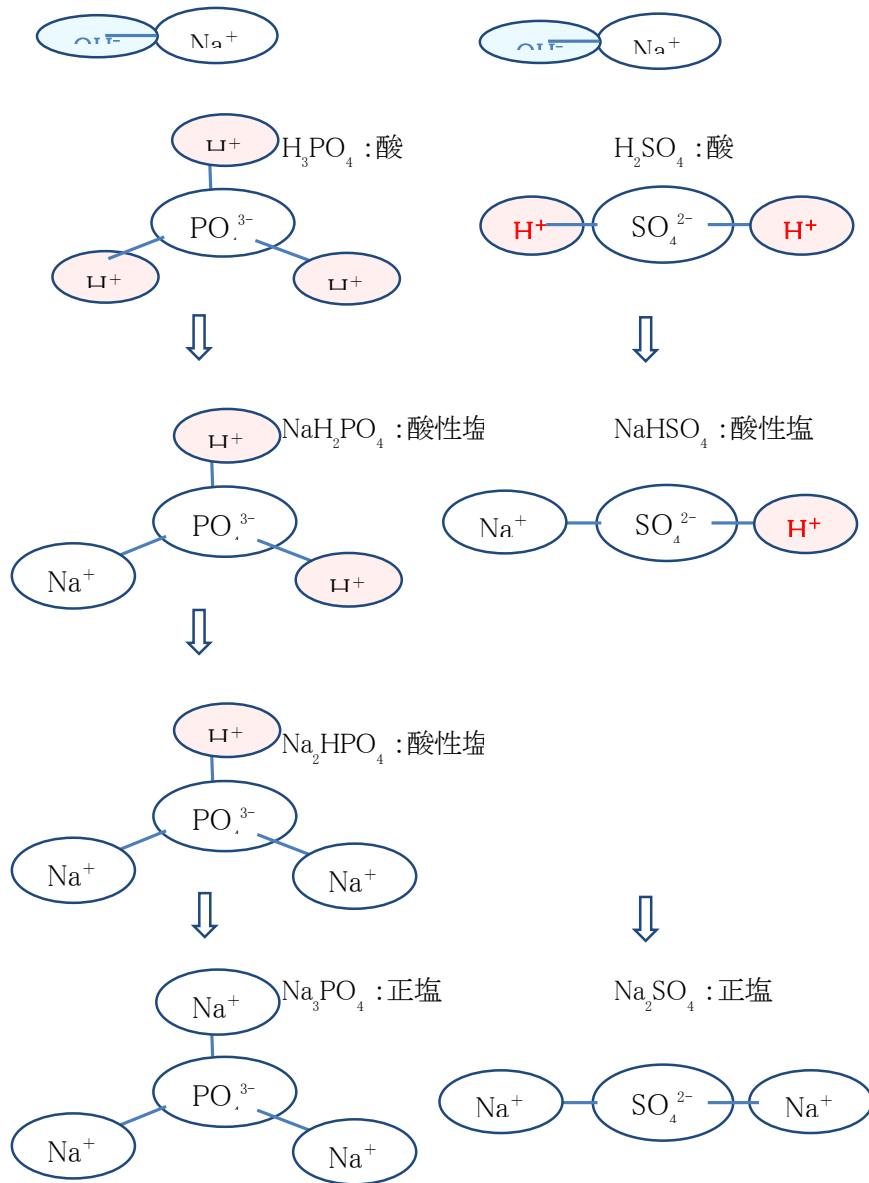 OH⁻ Na⁺
H₃PO₄：酸
H⁺
PO₄³⁻
H⁺ H⁺
NaH₂PO₄：酸性塩
H⁺
PO₄³⁻
Na⁺ H⁺
Na₂HPO₄：酸性塩
H⁺
PO₄³⁻
Na⁺ Na⁺
Na₃PO₄：正塩
Na⁺
PO₄³⁻
Na⁺ Na⁺
OH⁻ Na⁺
H₂SO₄：酸
H⁺ SO₄²⁻ H⁺
NaHSO₄：酸性塩
Na⁺ SO₄²⁻ H⁺
Na₂SO₄：正塩
Na⁺ SO₄²⁻ Na⁺